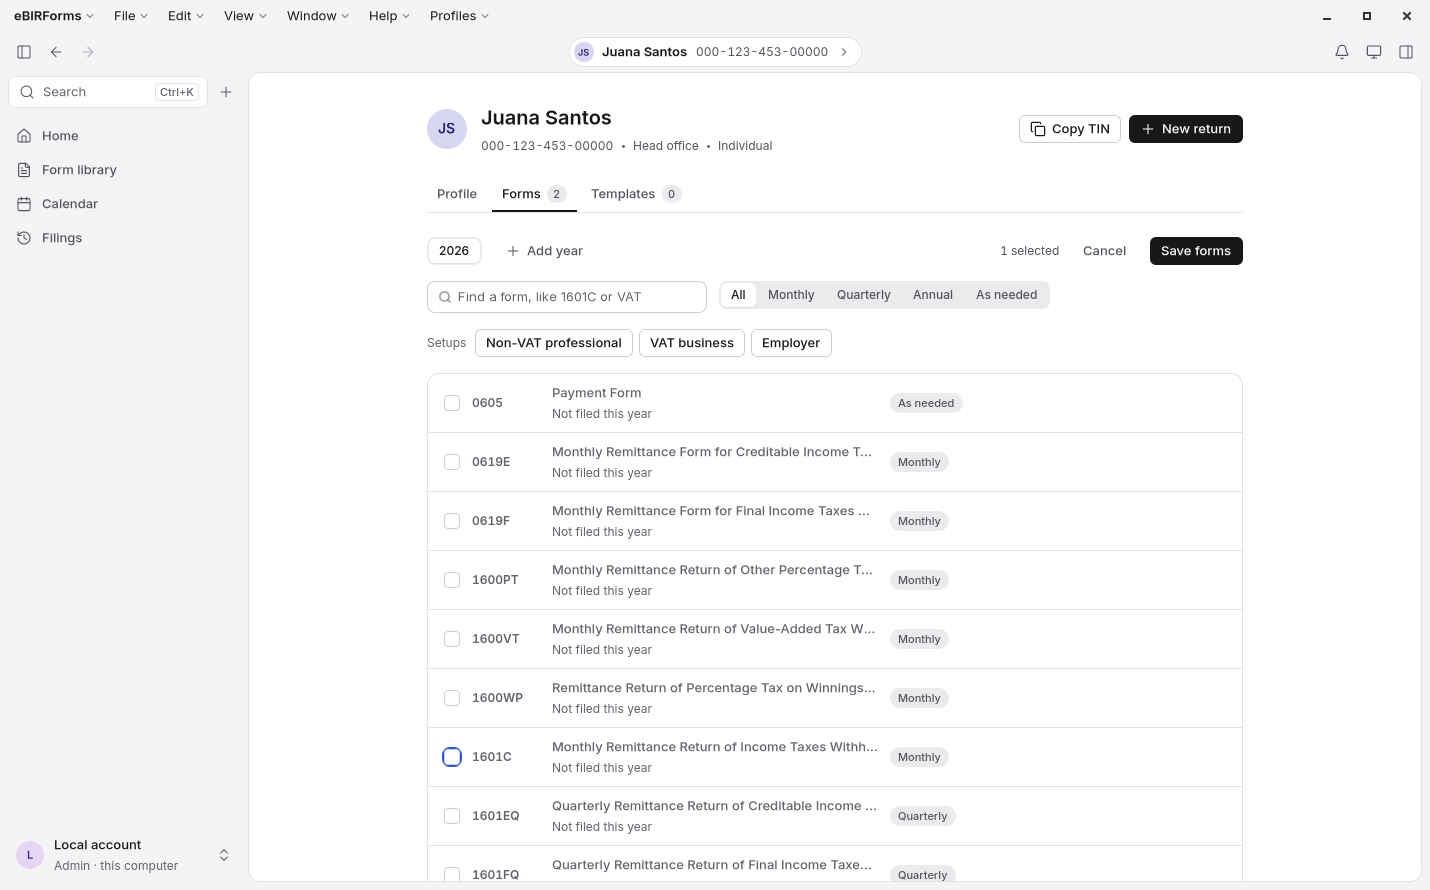 eBIRForms File Edit View Window Help Profiles
JS Juana Santos 000-123-453-00000
Search Ctrl+K
Home
Form library
Calendar
Filings
JS
Juana Santos
000-123-453-00000 • Head office • Individual
Copy TIN
New return
Profile Forms 2 Templates 0
2026 Add year 1 selected Cancel Save forms
Find a form, like 1601C or VAT
All Monthly Quarterly Annual As needed
Setups Non-VAT professional VAT business Employer
0605 Payment Form As needed
Not filed this year
0619E Monthly Remittance Form for Creditable Income T... Monthly
Not filed this year
0619F Monthly Remittance Form for Final Income Taxes ... Monthly
Not filed this year
1600PT Monthly Remittance Return of Other Percentage T... Monthly
Not filed this year
1600VT Monthly Remittance Return of Value-Added Tax W... Monthly
Not filed this year
1600WP Remittance Return of Percentage Tax on Winnings... Monthly
Not filed this year
1601C Monthly Remittance Return of Income Taxes Withh... Monthly
Not filed this year
1601EQ Quarterly Remittance Return of Creditable Income ... Quarterly
Not filed this year
1601FQ Quarterly Remittance Return of Final Income Taxe... Quarterly
L
Local account
Admin · this computer